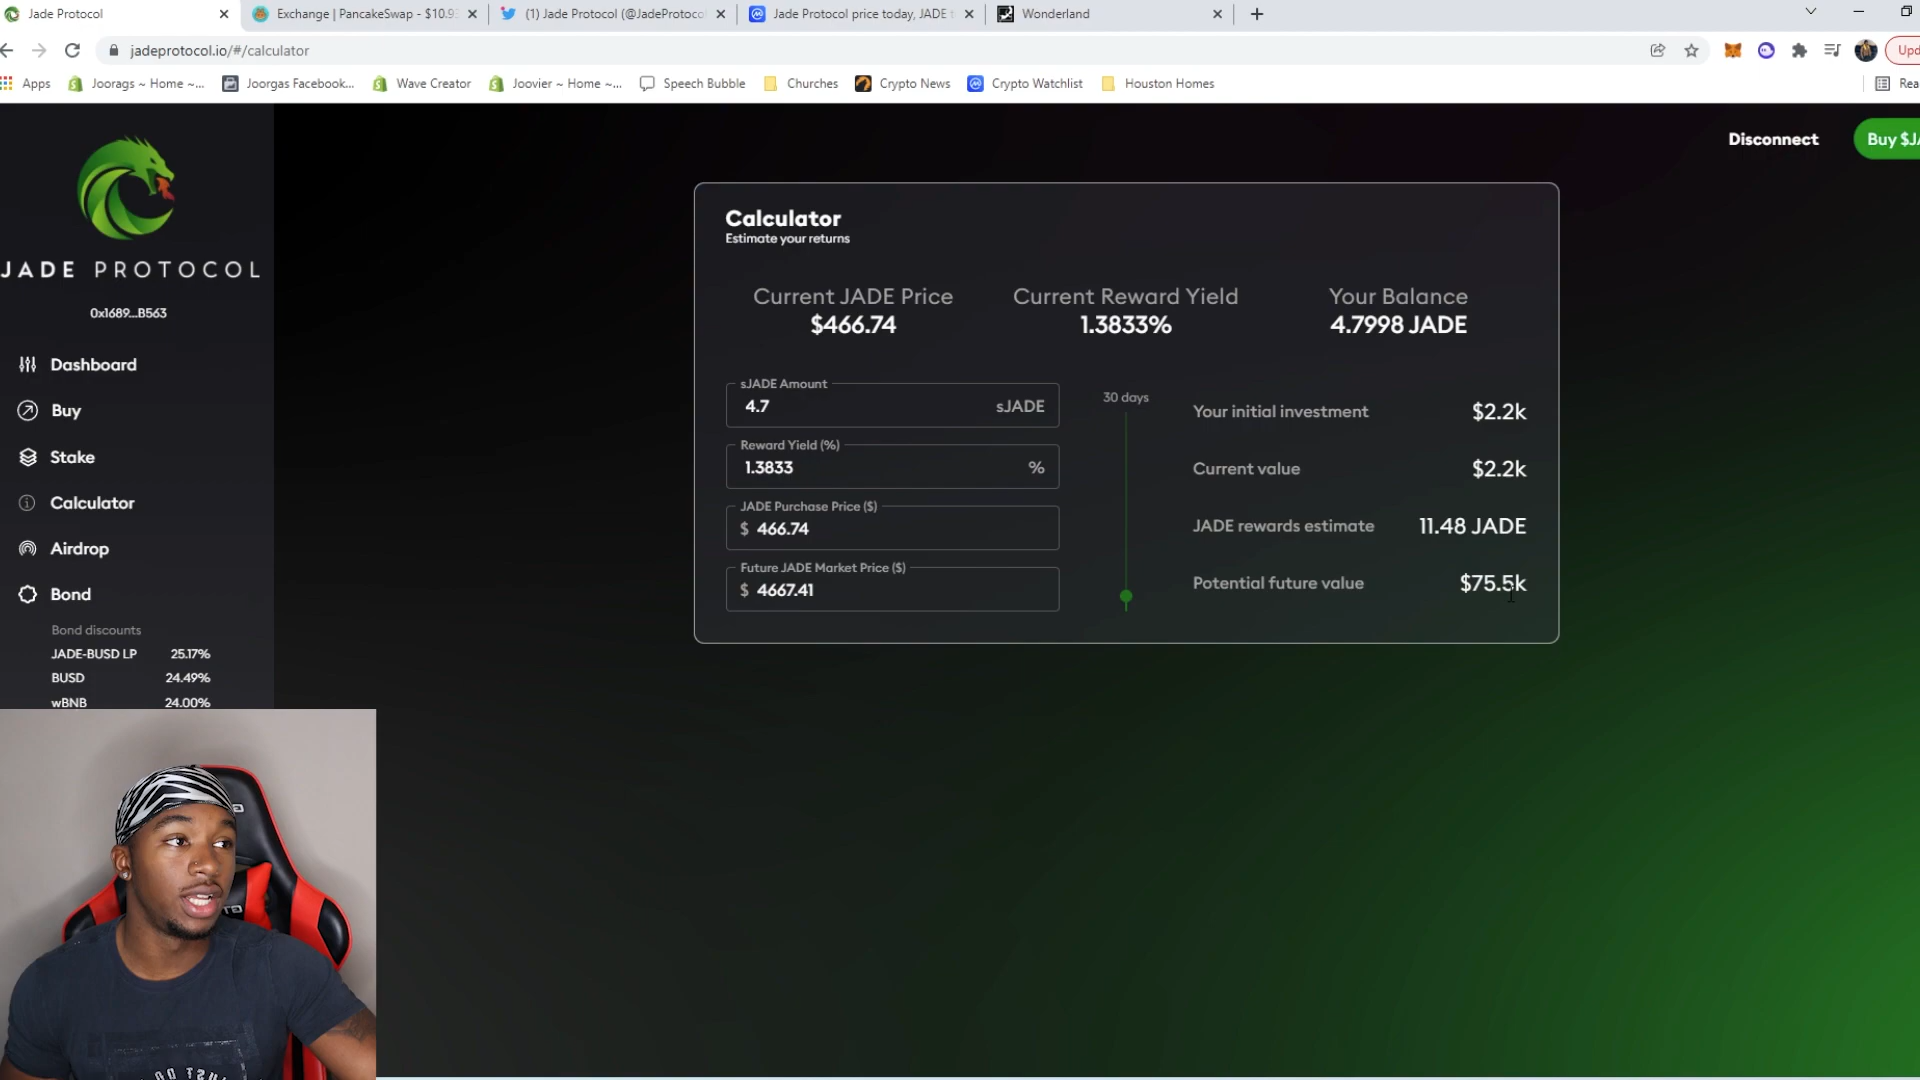 Jade Protocol
Exchange | PancakeSwap - $10.93
(1) Jade Protocol (@JadeProtoco
Jade Protocol price today, JADE t
Wonderland
jadeprotocol.io/#/calculator
Upd
Apps
Joorags ~ Home ~...
Joorgas Facebook...
Wave Creator
Joovier ~ Home ~...
Speech Bubble
Churches
Crypto News
Crypto Watchlist
Houston Homes
Rea
Disconnect
Buy $JA
JADE PROTOCOL
0x1689...B563
Dashboard
Buy
Stake
Calculator
Airdrop
Bond
Bond discounts
JADE-BUSD LP 25.17%
BUSD 24.49%
wBNB 24.00%
Calculator
Estimate your returns
Current JADE Price
$466.74
Current Reward Yield
1.3833%
Your Balance
4.7998 JADE
sJADE Amount
4.7 sJADE
Reward Yield (%)
1.3833 %
JADE Purchase Price ($)
$ 466.74
Future JADE Market Price ($)
$ 4667.41
30 days
Your initial investment $2.2k
Current value $2.2k
JADE rewards estimate 11.48 JADE
Potential future value $75.5k